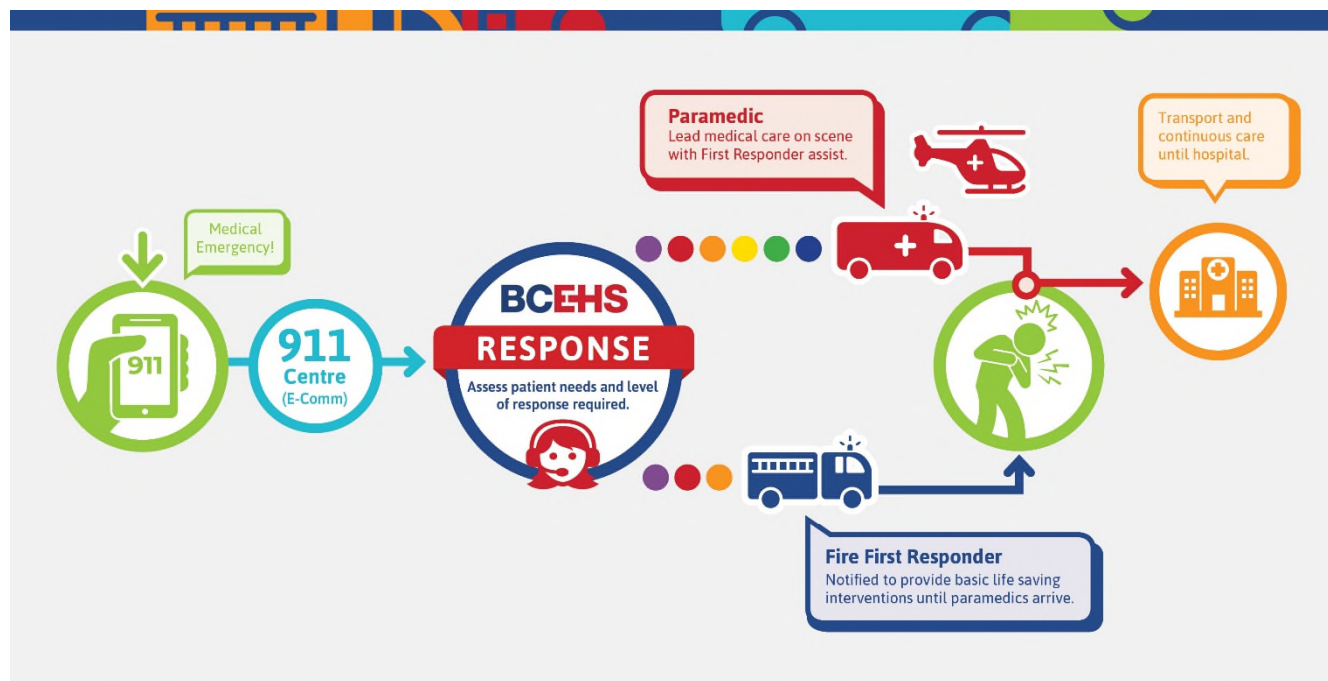 Medical
Emergency!
911
911
Centre
(E-Comm)
BCEHS
RESPONSE
Assess patient needs and level
of response required.
Paramedic
Lead medical care on scene
with First Responder assist.
Transport and
continuous care
until hospital.
Fire First Responder
Notified to provide basic life saving
interventions until paramedics arrive.